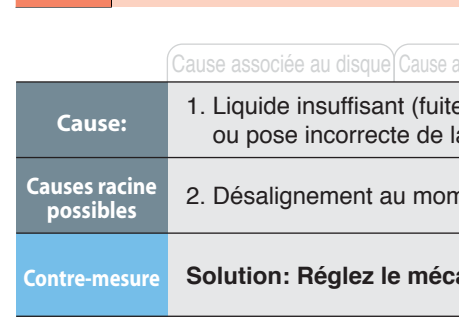 Cause associée au disque Cause a
Cause: 1. Liquide insuffisant (fuite
ou pose incorrecte de la
Causes racine
possibles 2. Désalignement au mom
Contre-mesure Solution: Réglez le méca